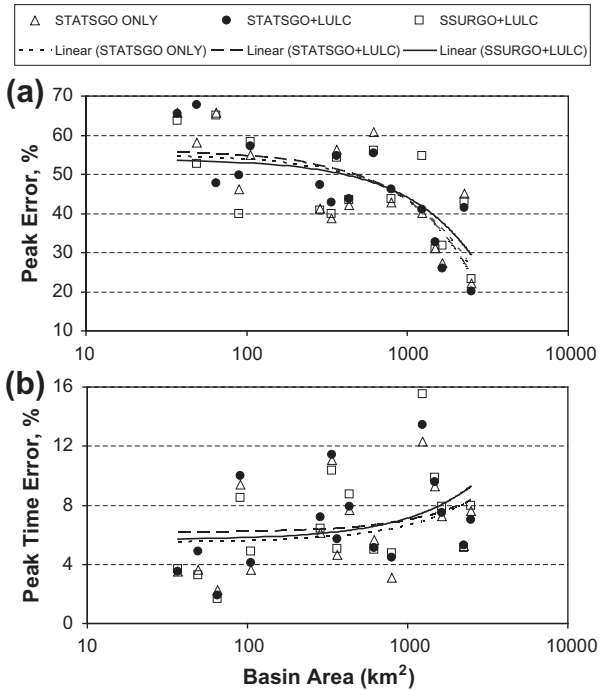 STATSGO ONLY STATSGO+LULC SSURGO+LULC
Linear (STATSGO ONLY) Linear (STATSGO+LULC) Linear (SSURGO+LULC)
(a)
Peak Error, %
70
60
50
40
30
20
10
10 100 1000 10000
(b)
Peak Time Error, %
16
12
8
4
0
10 100 1000 10000
Basin Area (km²)